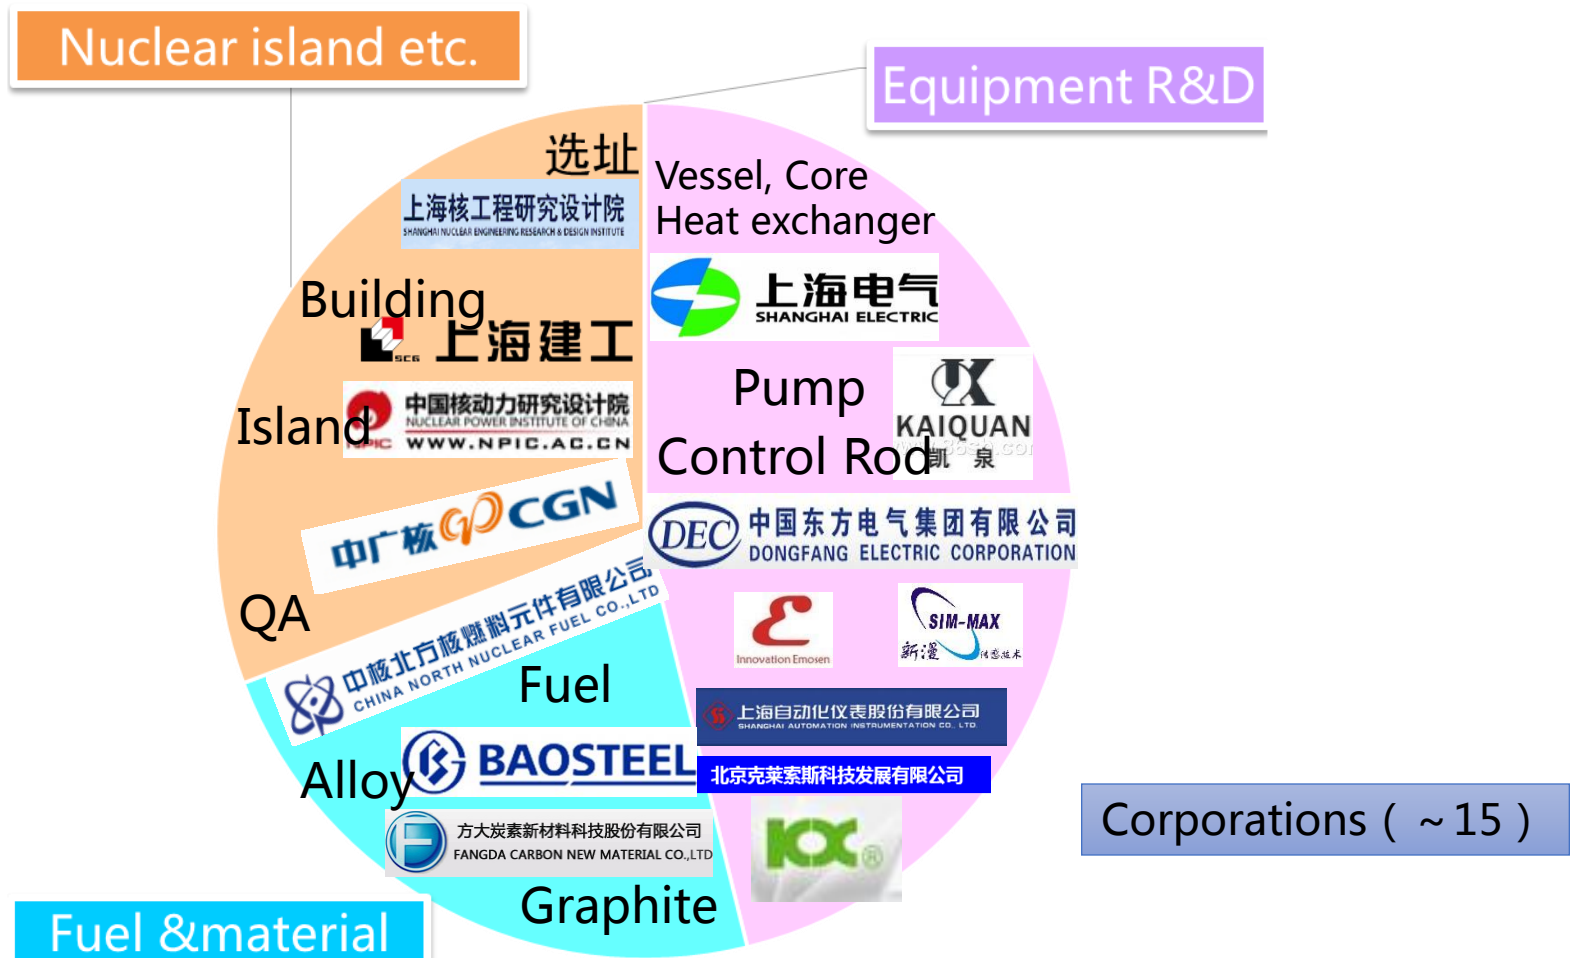 Nuclear island etc.
Equipment R&D
选址
上海核工程研究设计院
SHANGHAI NUCLEAR ENGINEERING RESEARCH & DESIGN INSTITUTE
Building
SCG 上海建工
Island
NPIC
中国核动力研究设计院
NUCLEAR POWER INSTITUTE OF CHINA
WWW.NPIC.AC.CN
中广核 CGN
QA
Vessel, Core
Heat exchanger
上海电气
SHANGHAI ELECTRIC
Pump
KAIQUAN
凯泉
Control Rod
DEC
中国东方电气集团有限公司
DONGFANG ELECTRIC CORPORATION
Innovation Emosen
SIM-MAX
新漫传感技术
上海自动化仪表股份有限公司
SHANGHAI AUTOMATION INSTRUMENTATION CO., LTD.
北京克莱索斯科技发展有限公司
KX®
中核北方核燃料元件有限公司
CHINA NORTH NUCLEAR FUEL CO.,LTD
Fuel
Alloy
BAOSTEEL
方大炭素新材料科技股份有限公司
FANGDA CARBON NEW MATERIAL CO.,LTD
Graphite
Fuel &material
Corporations（ ~15 ）